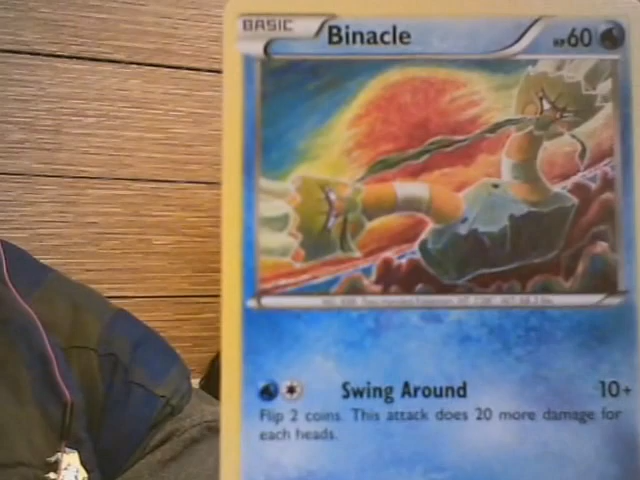 BASIC
Binacle
HP60
Swing Around 10+
Flip 2 coins. This attack does 20 more damage for
each heads.